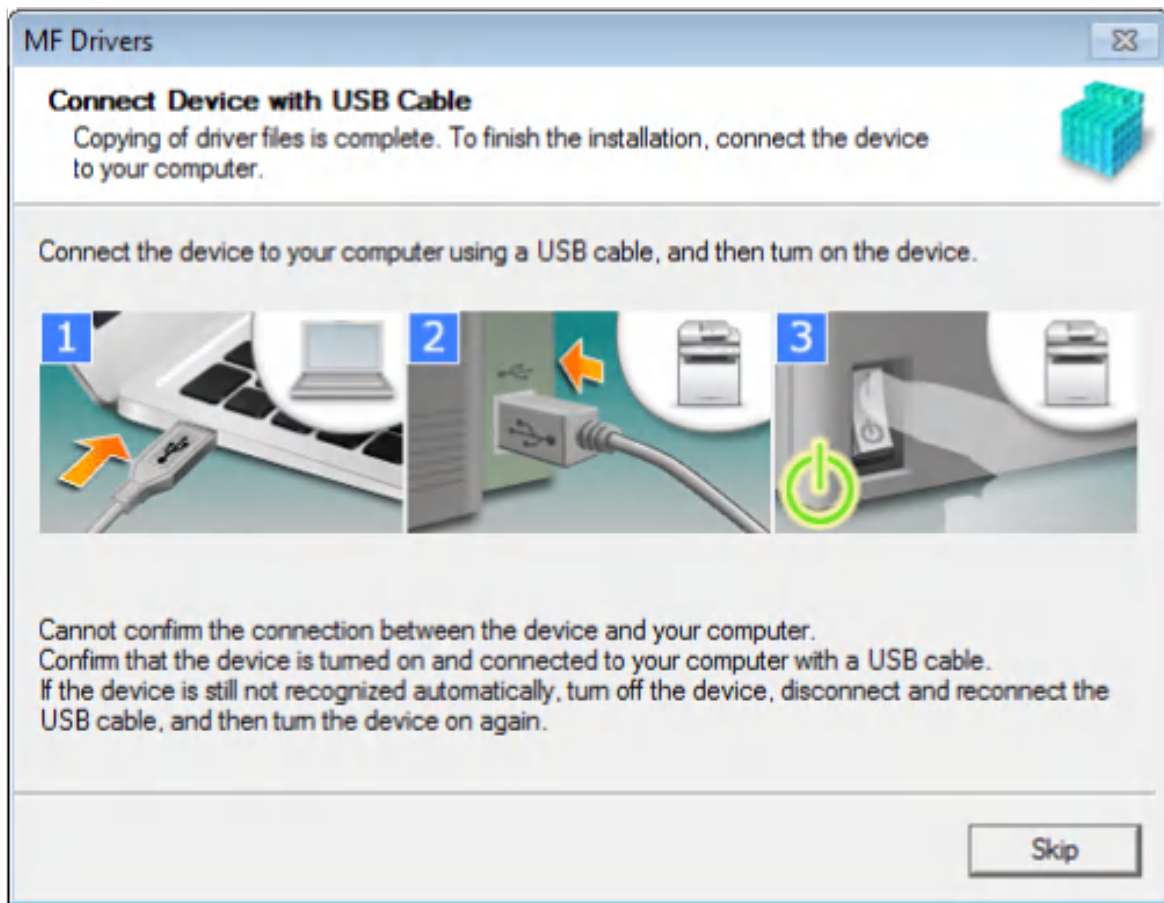 MF Drivers
Connect Device with USB Cable
Copying of driver files is complete. To finish the installation, connect the device
to your computer.
Connect the device to your computer using a USB cable, and then turn on the device.
1
2
3
Cannot confirm the connection between the device and your computer.
Confirm that the device is turned on and connected to your computer with a USB cable.
If the device is still not recognized automatically, turn off the device, disconnect and reconnect the
USB cable, and then turn the device on again.
Skip